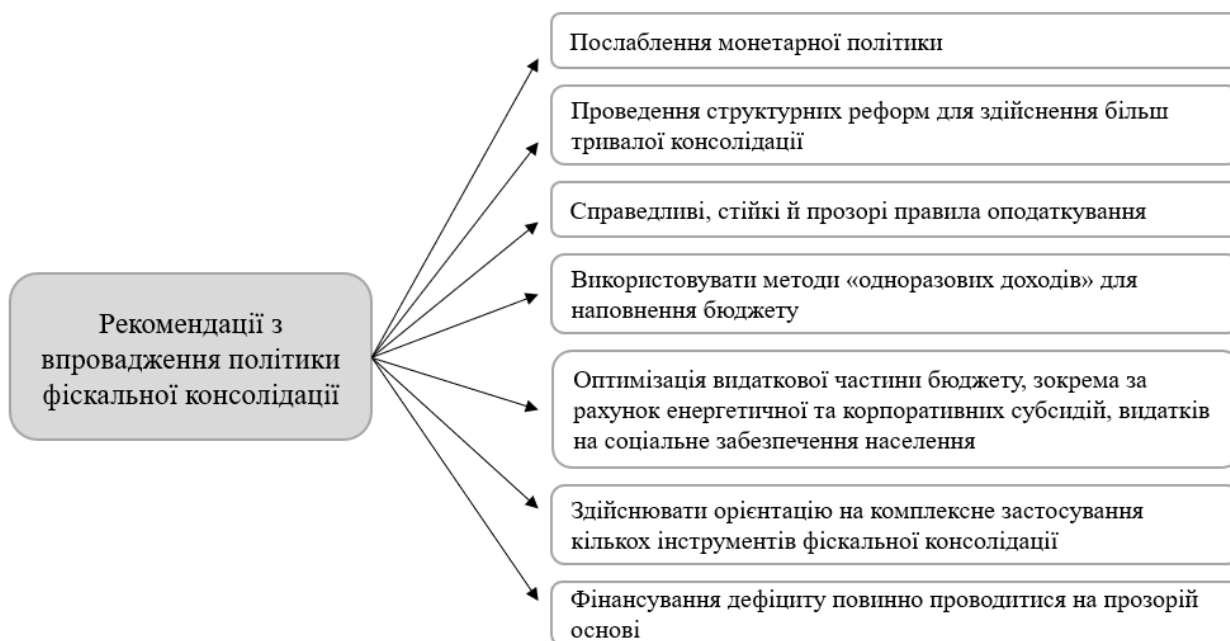 Рекомендації з
впровадження політики
фіскальної консолідації
Послаблення монетарної політики
Проведення структурних реформ для здійснення більш
тривалої консолідації
Справедливі, стійкі й прозорі правила оподаткування
Використовувати методи «одноразових доходів» для
наповнення бюджету
Оптимізація видаткової частини бюджету, зокрема за
рахунок енергетичної та корпоративних субсидій, видатків
на соціальне забезпечення населення
Здійснювати орієнтацію на комплексне застосування
кількох інструментів фіскальної консолідації
Фінансування дефіциту повинно проводитися на прозорій
основі